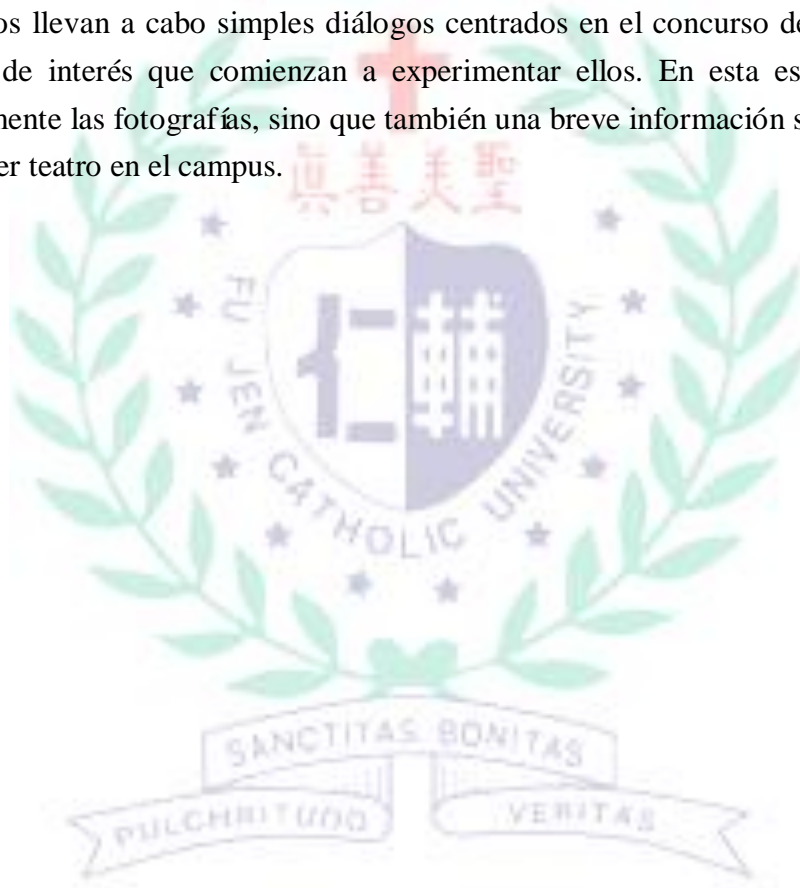 os llevan a cabo simples diálogos centrados en el concurso de
de interés que comienzan a experimentar ellos. En esta es
mente las fotografías, sino que también una breve información s
er teatro en el campus.
真善美聖
FU JEN CATHOLIC UNIVERSITY
仁輔
SANCTITAS BONITAS
PULCHRITUDO VERITAS